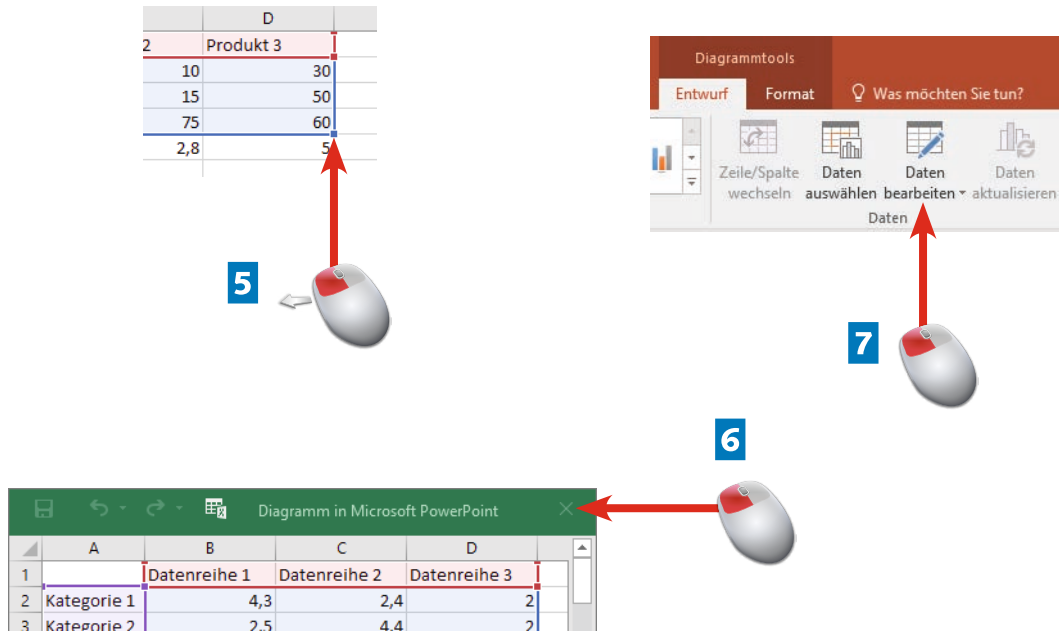 D
2 Produkt 3
10 30
15 50
75 60
2,8 5
5
Diagrammtools
Entwurf Format Was möchten Sie tun?
Zeile/Spalte wechseln
Daten auswählen
Daten bearbeiten
Daten aktualisieren
Daten
7
6
Diagramm in Microsoft PowerPoint
A B C D
1 Datenreihe 1 Datenreihe 2 Datenreihe 3
2 Kategorie 1 4,3 2,4 2
3 Kategorie 2 2,5 4,4 2